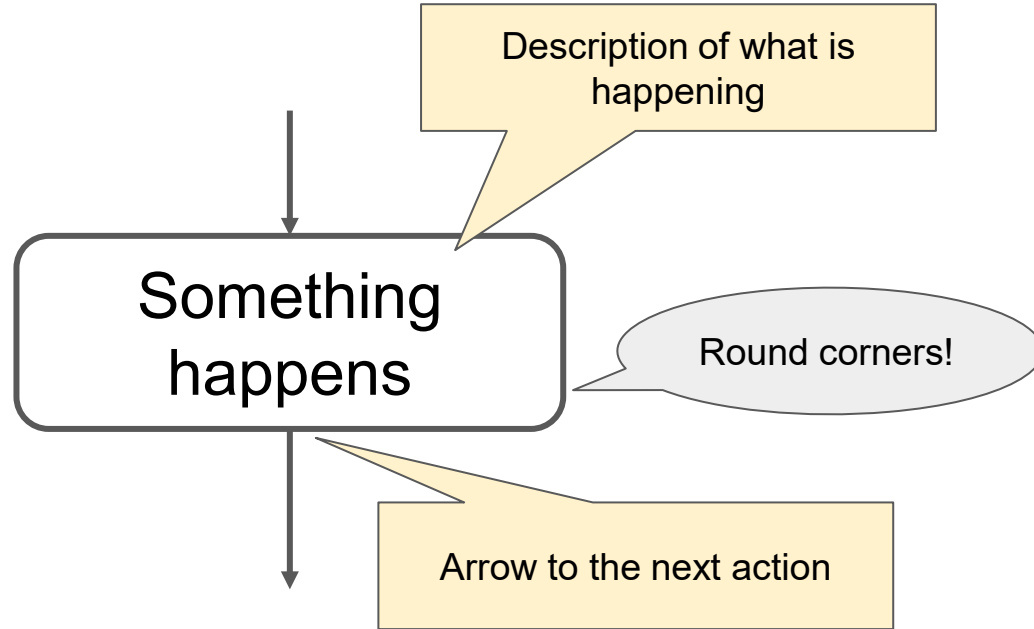 Description of what is
happening
Something
happens
Round corners!
Arrow to the next action